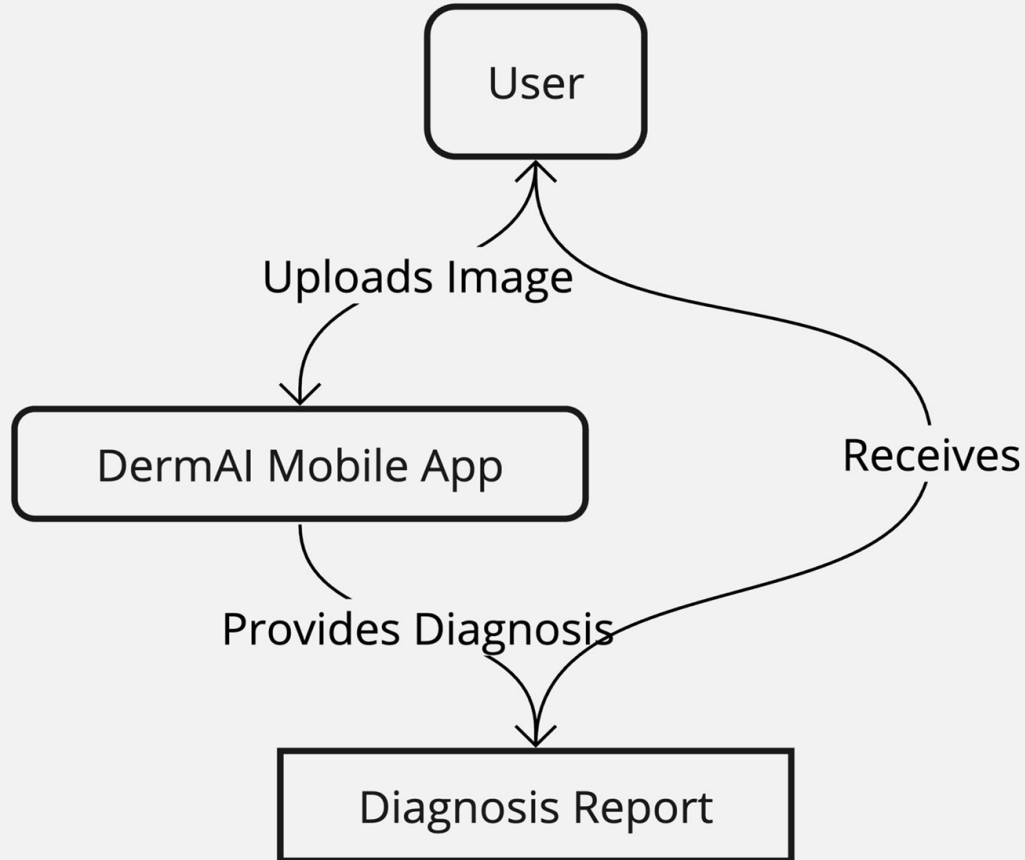 User
Uploads Image
DermAI Mobile App
Receives
Provides Diagnosis
Diagnosis Report